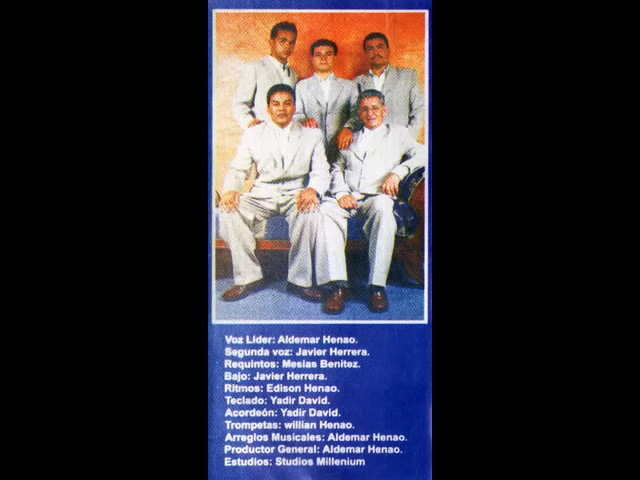 Voz Líder: Aldemar Henao.
Segunda voz: Javier Herrera.
Requintos: Mesias Benitez.
Bajo: Javier Herrera.
Ritmos: Edison Henao.
Teclado: Yadir David.
Acordeón: Yadir David.
Trompetas: willian Henao.
Arreglos Musicales: Aldemar Henao.
Productor General: Aldemar Henao.
Estudios: Studios Millenium